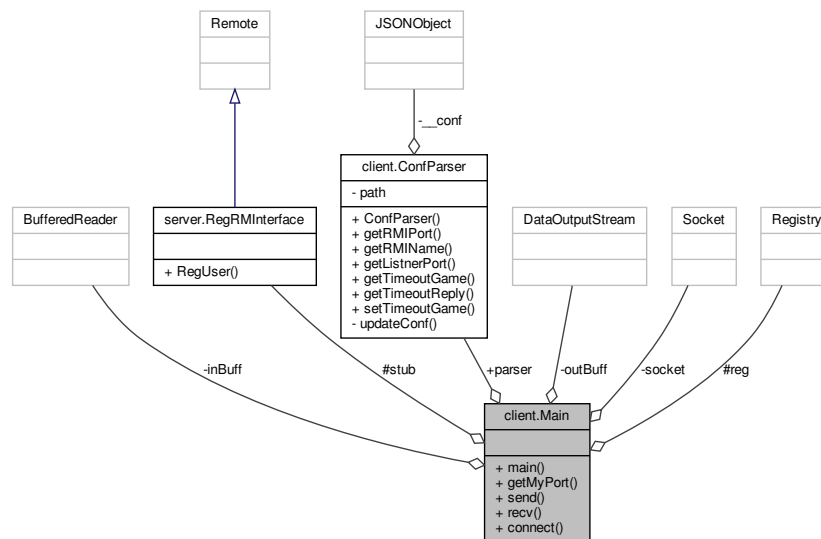 Remote
JSONObject
-__conf
client.ConfParser
- path
+ ConfParser()
+ getRMIPort()
+ getRMIName()
+ getListnerPort()
+ getTimeoutGame()
+ getTimeoutReply()
+ setTimeoutGame()
- updateConf()
BufferedReader
server.RegRMInterface
+ RegUser()
DataOutputStream
Socket
Registry
-inBuff
#stub
+parser
-outBuff
-socket
#reg
client.Main
+ main()
+ getMyPort()
+ send()
+ recv()
+ connect()